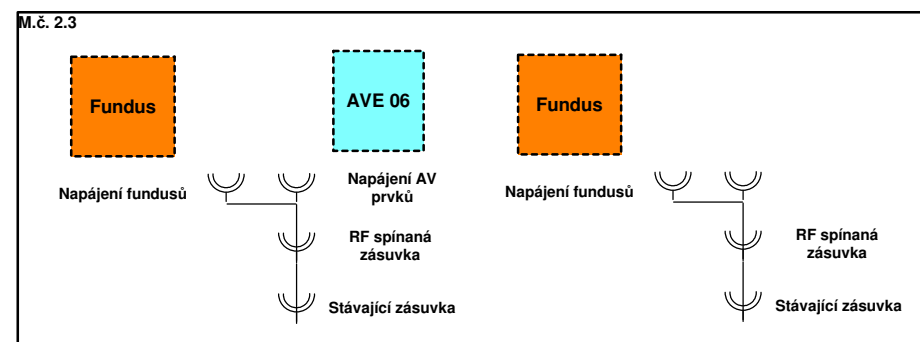 M.č. 2.3
Fundus
AVE 06
Fundus
Napájení fundusů
Napájení AV
prvků
Napájení fundusů
RF spínaná
zásuvka
RF spínaná
zásuvka
Stávající zásuvka
Stávající zásuvka